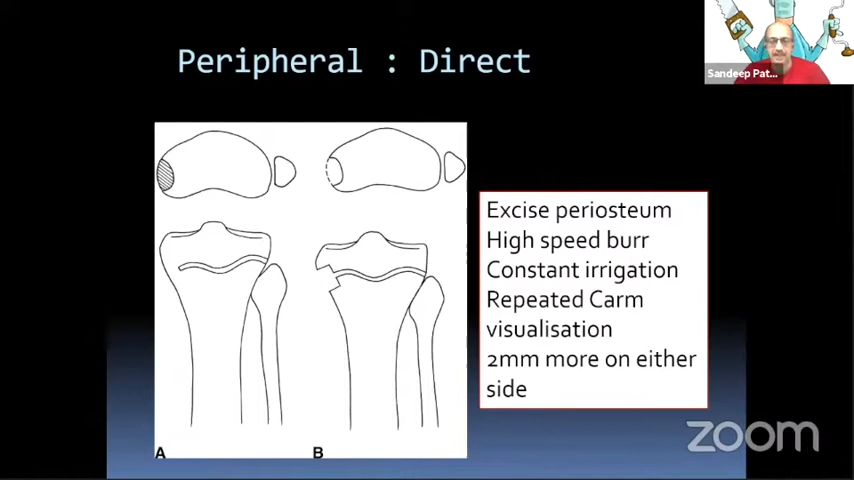 Peripheral : Direct
Sandeep Pat...
Excise periosteum
High speed burr
Constant irrigation
Repeated Carm
visualisation
2mm more on either
side
A
B
zoom